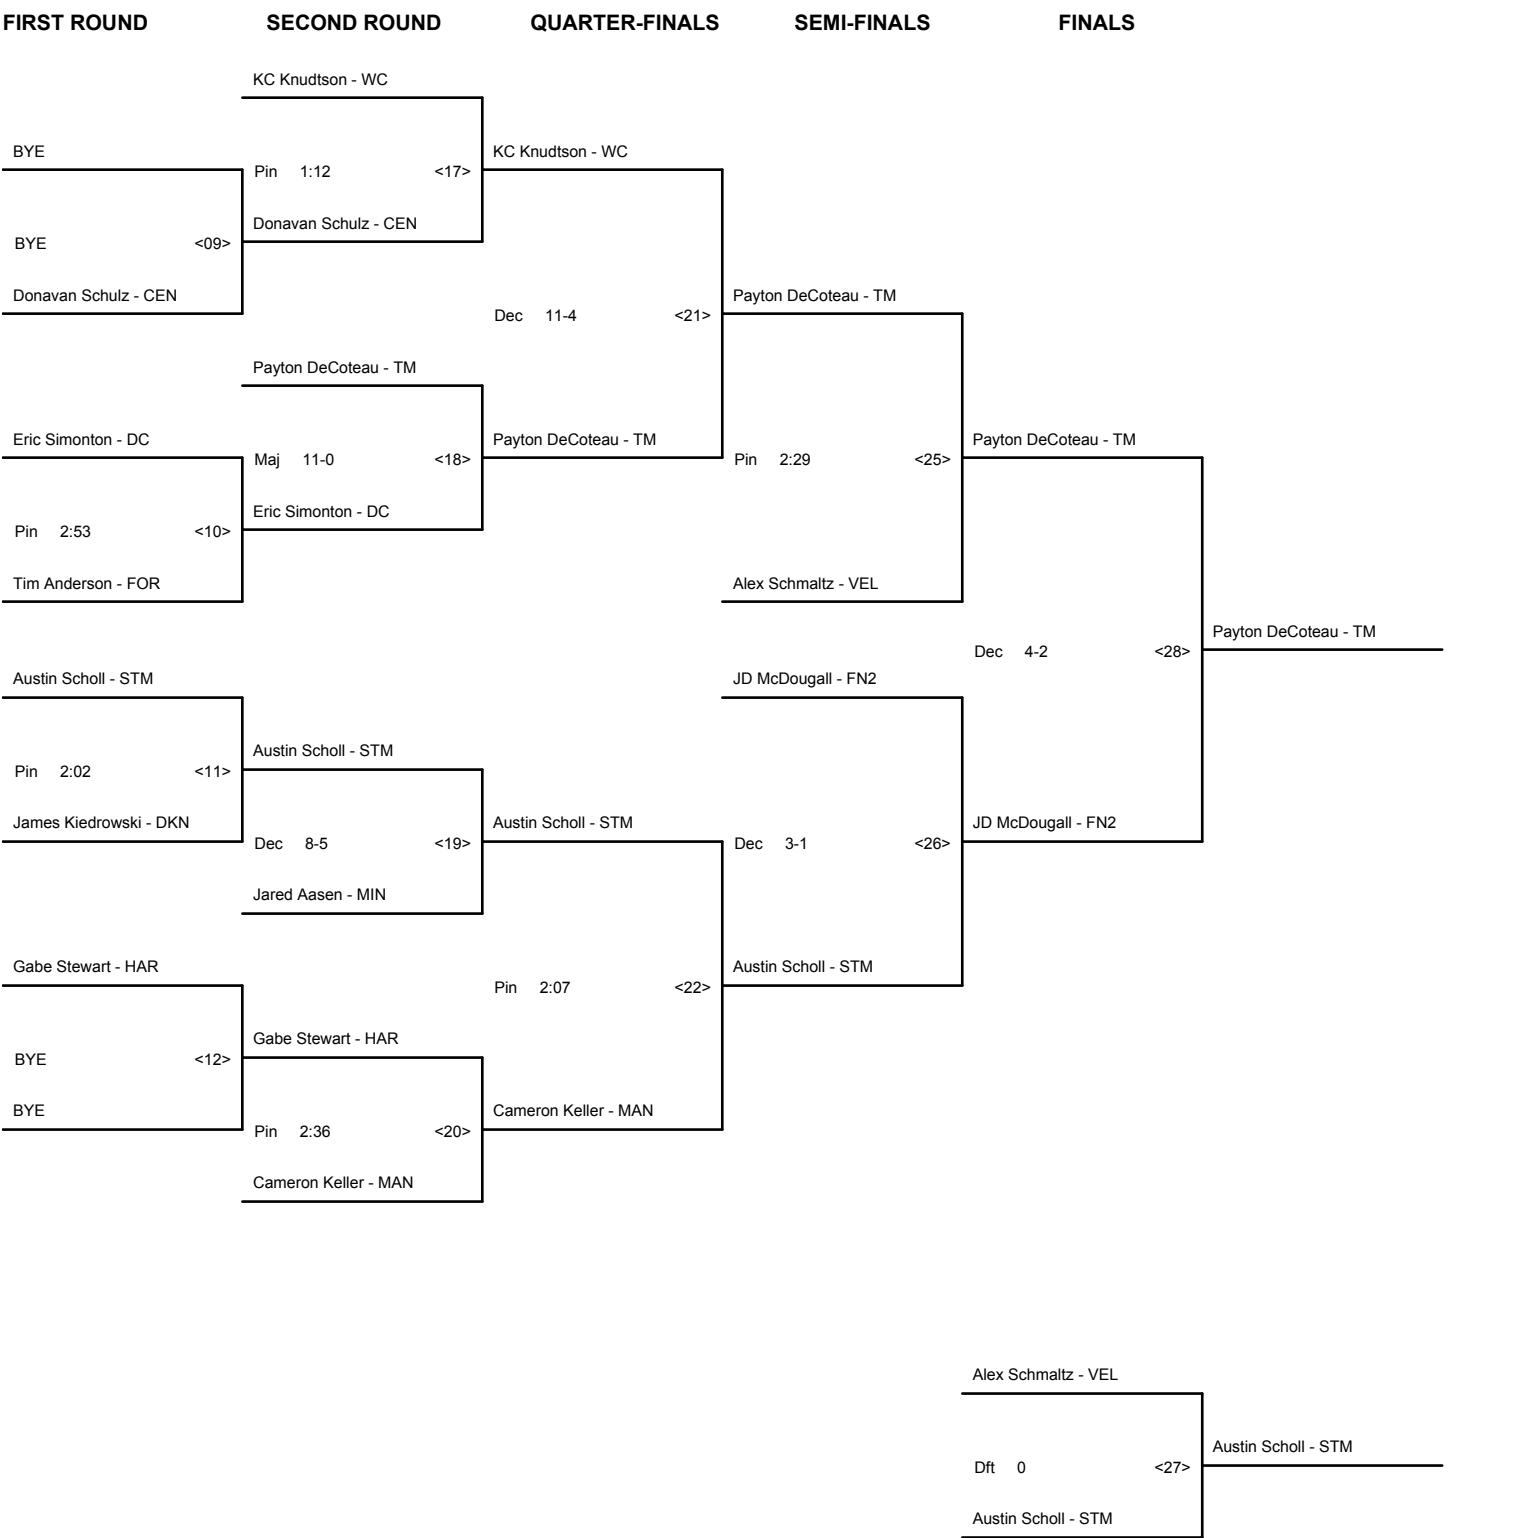 FIRST ROUND SECOND ROUND QUARTER-FINALS SEMI-FINALS FINALS
KC Knudtson - WC
BYE KC Knudtson - WC
Pin 1:12 <17>
Donavan Schulz - CEN
BYE <09>
Donavan Schulz - CEN Payton DeCoteau - TM
Dec 11-4 <21>
Payton DeCoteau - TM
Eric Simonton - DC Payton DeCoteau - TM Payton DeCoteau - TM
Maj 11-0 <18> Pin 2:29 <25>
Eric Simonton - DC
Pin 2:53 <10>
Tim Anderson - FOR Alex Schmaltz - VEL
Payton DeCoteau - TM
Dec 4-2 <28>
Austin Scholl - STM JD McDougall - FN2
Austin Scholl - STM
Pin 2:02 <11>
James Kiedrowski - DKN Austin Scholl - STM JD McDougall - FN2
Dec 8-5 <19> Dec 3-1 <26>
Jared Aasen - MIN
Gabe Stewart - HAR Austin Scholl - STM
Pin 2:07 <22>
Gabe Stewart - HAR
BYE <12>
BYE Cameron Keller - MAN
Pin 2:36 <20>
Cameron Keller - MAN
Alex Schmaltz - VEL
Austin Scholl - STM
Dft 0 <27>
Austin Scholl - STM